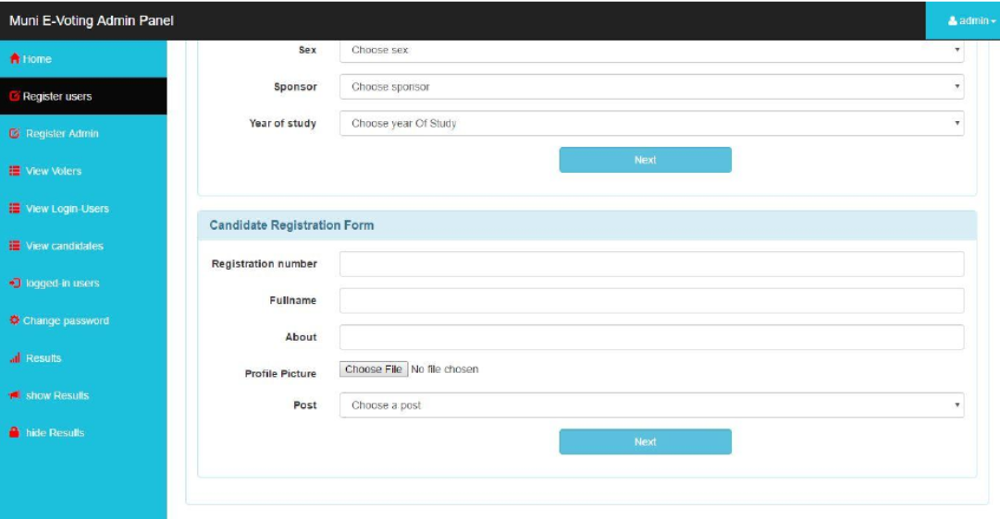 Muni E-Voting Admin Panel
admin
Home
Register users
Register Admin
View Voters
View Login-Users
View candidates
logged-in users
Change password
Results
show Results
hide Results
Sex Choose sex
Sponsor Choose sponsor
Year of study Choose year Of Study
Next
Candidate Registration Form
Registration number
Fullname
About
Profile Picture Choose File No file chosen
Post Choose a post
Next